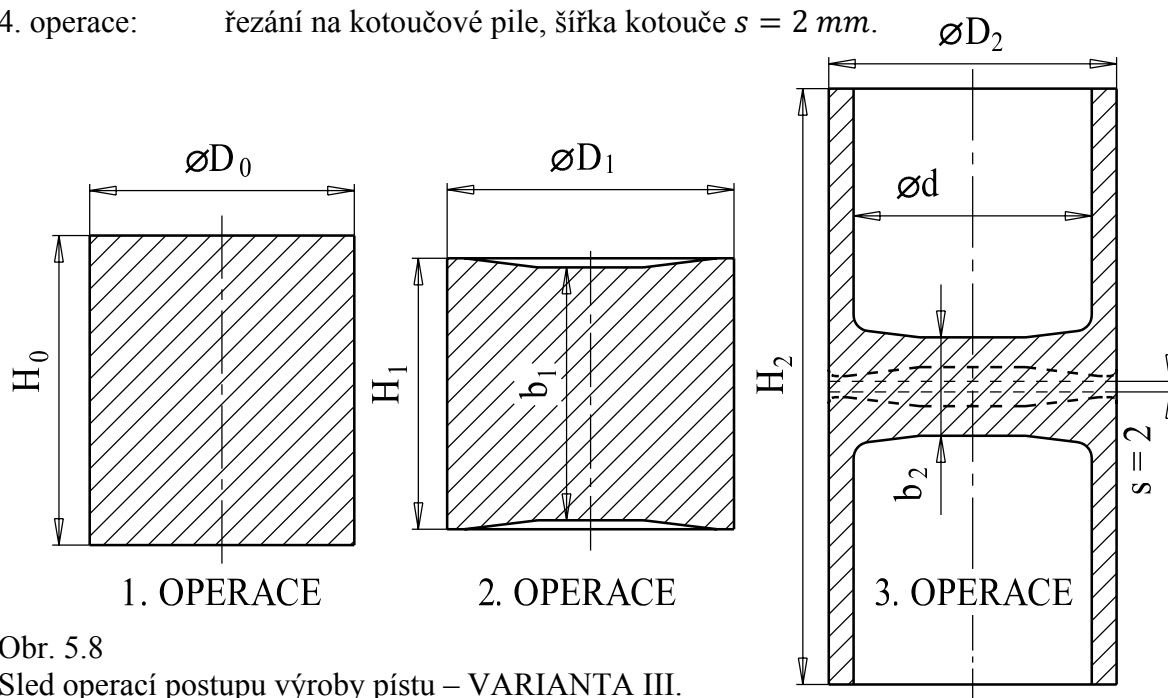 4. operace: řezání na kotoučové pile, šířka kotouče s = 2 mm.
⌀D₂
⌀D₀
⌀D₁
⌀d
H₀
H₁
b₁
H₂
b₂
s = 2
1. OPERACE
2. OPERACE
3. OPERACE
Obr. 5.8
Sled operací postupu výroby pístu – VARIANTA III.